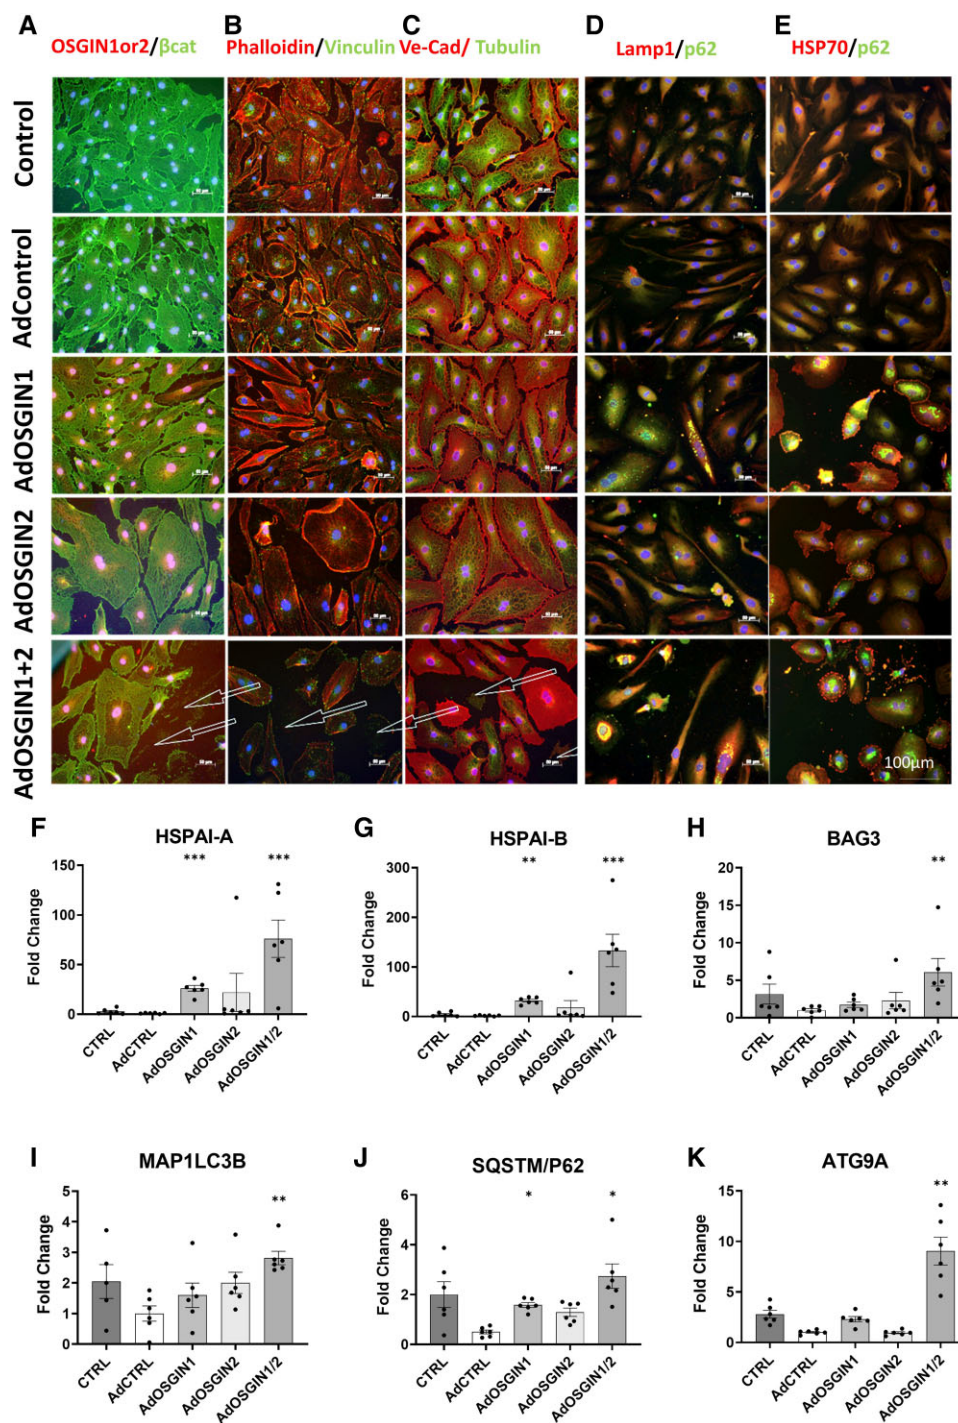 A B C D E
OSGIN1or2/βcat Phalloidin/Vinculin Ve-Cad/ Tubulin Lamp1/p62 HSP70/p62
Control
AdControl
AdOSGIN1
AdOSGIN2
AdOSGIN1+2
100µm
F
HSPAI-A
***
***
150
100
50
0
Fold Change
CTRL
AdCTRL
AdOSGIN1
AdOSGIN2
AdOSGIN1/2
G
HSPAI-B
**
***
300
200
100
0
Fold Change
CTRL
AdCTRL
AdOSGIN1
AdOSGIN2
AdOSGIN1/2
H
BAG3
**
20
15
10
5
0
Fold Change
CTRL
AdCTRL
AdOSGIN1
AdOSGIN2
AdOSGIN1/2
I
MAP1LC3B
**
5
4
3
2
1
0
Fold Change
CTRL
AdCTRL
AdOSGIN1
AdOSGIN2
AdOSGIN1/2
J
SQSTM/P62
*
*
6
4
2
0
Fold Change
CTRL
AdCTRL
AdOSGIN1
AdOSGIN2
AdOSGIN1/2
K
ATG9A
**
15
10
5
0
Fold Change
CTRL
AdCTRL
AdOSGIN1
AdOSGIN2
AdOSGIN1/2